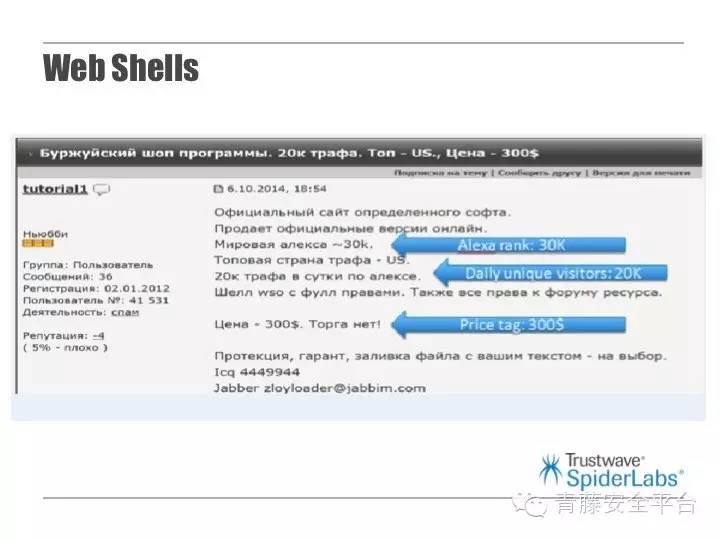 Web Shells
Буржуйский шоп программы. 20к трафа. Топ - US., Цена - 300$
Подписка на тему | Сообщить другу | Версия для печати
tutorial1
6.10.2014, 18:54
Ньюбби
Группа: Пользователь
Сообщений: 36
Регистрация: 02.01.2012
Пользователь №: 41 531
Деятельность: спам
Репутация: -4
( 5% - плохо )
Официальный сайт определенного софта.
Продает официальные версии онлайн.
Мировая алекса ~30k.
Alexa rank: 30K
Топовая страна трафа - US.
20к трафа в сутки по алексе.
Daily unique visitors: 20K
Шелл wso с фулл правами. Также все права к форуму ресурса.
Цена - 300$. Торга нет!
Price tag: 300$
Протекция, гарант, заливка файла с вашим текстом - на выбор.
Icq 4449944
Jabber zloyloader@jabbim.com
Trustwave®
SpiderLabs®
青藤安全平台